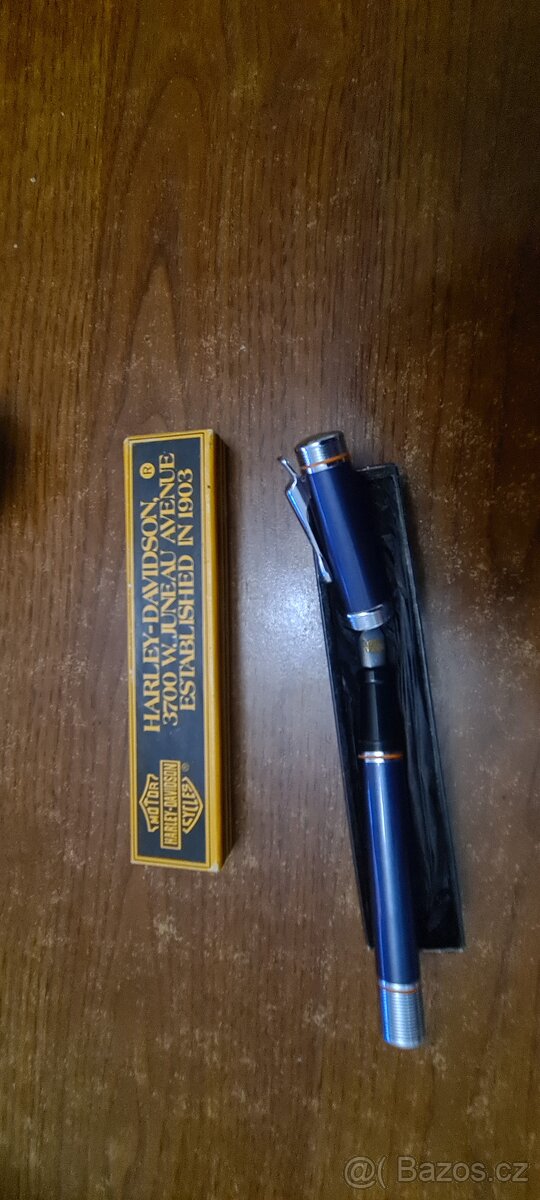 HARLEY-DAVIDSON, ®
3700 W. JUNEAU AVENUE
ESTABLISHED IN 1903
MOTOR
HARLEY-DAVIDSON
CYCLES ®
@( Bazos.cz